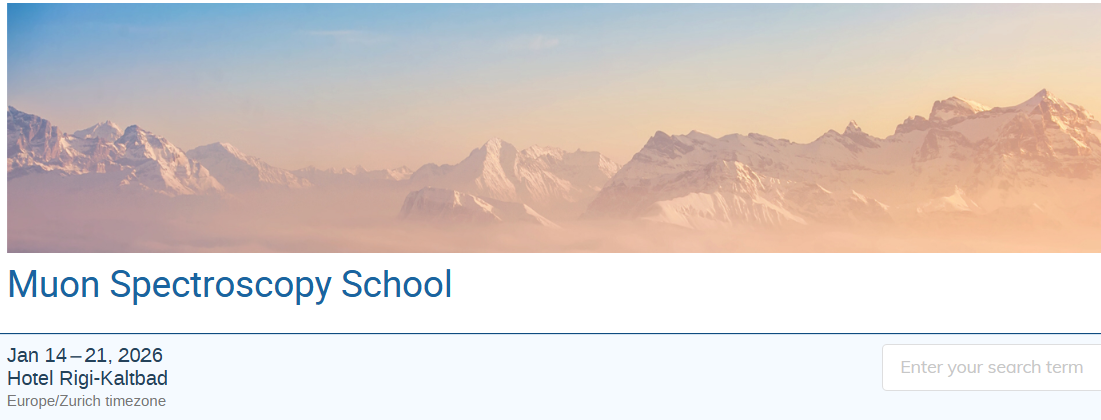 Muon Spectroscopy School
Jan 14 – 21, 2026
Hotel Rigi-Kaltbad
Europe/Zurich timezone
Enter your search term